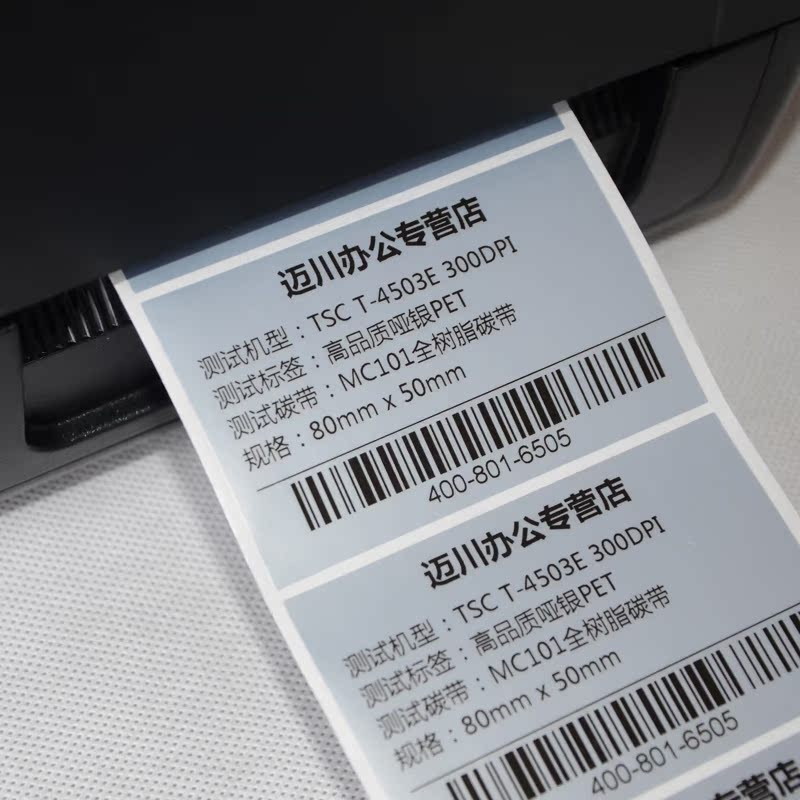 迈川办公专营店
测试机型：TSC T-4503E 300DPI
测试标签：高品质哑银PET
测试碳带：MC101全树脂碳带
规格：80mm x 50mm
400-801-6505
迈川办公专营店
测试机型：TSC T-4503E 300DPI
测试标签：高品质哑银PET
测试碳带：MC101全树脂碳带
规格：80mm x 50mm
400-801-6505
专营店